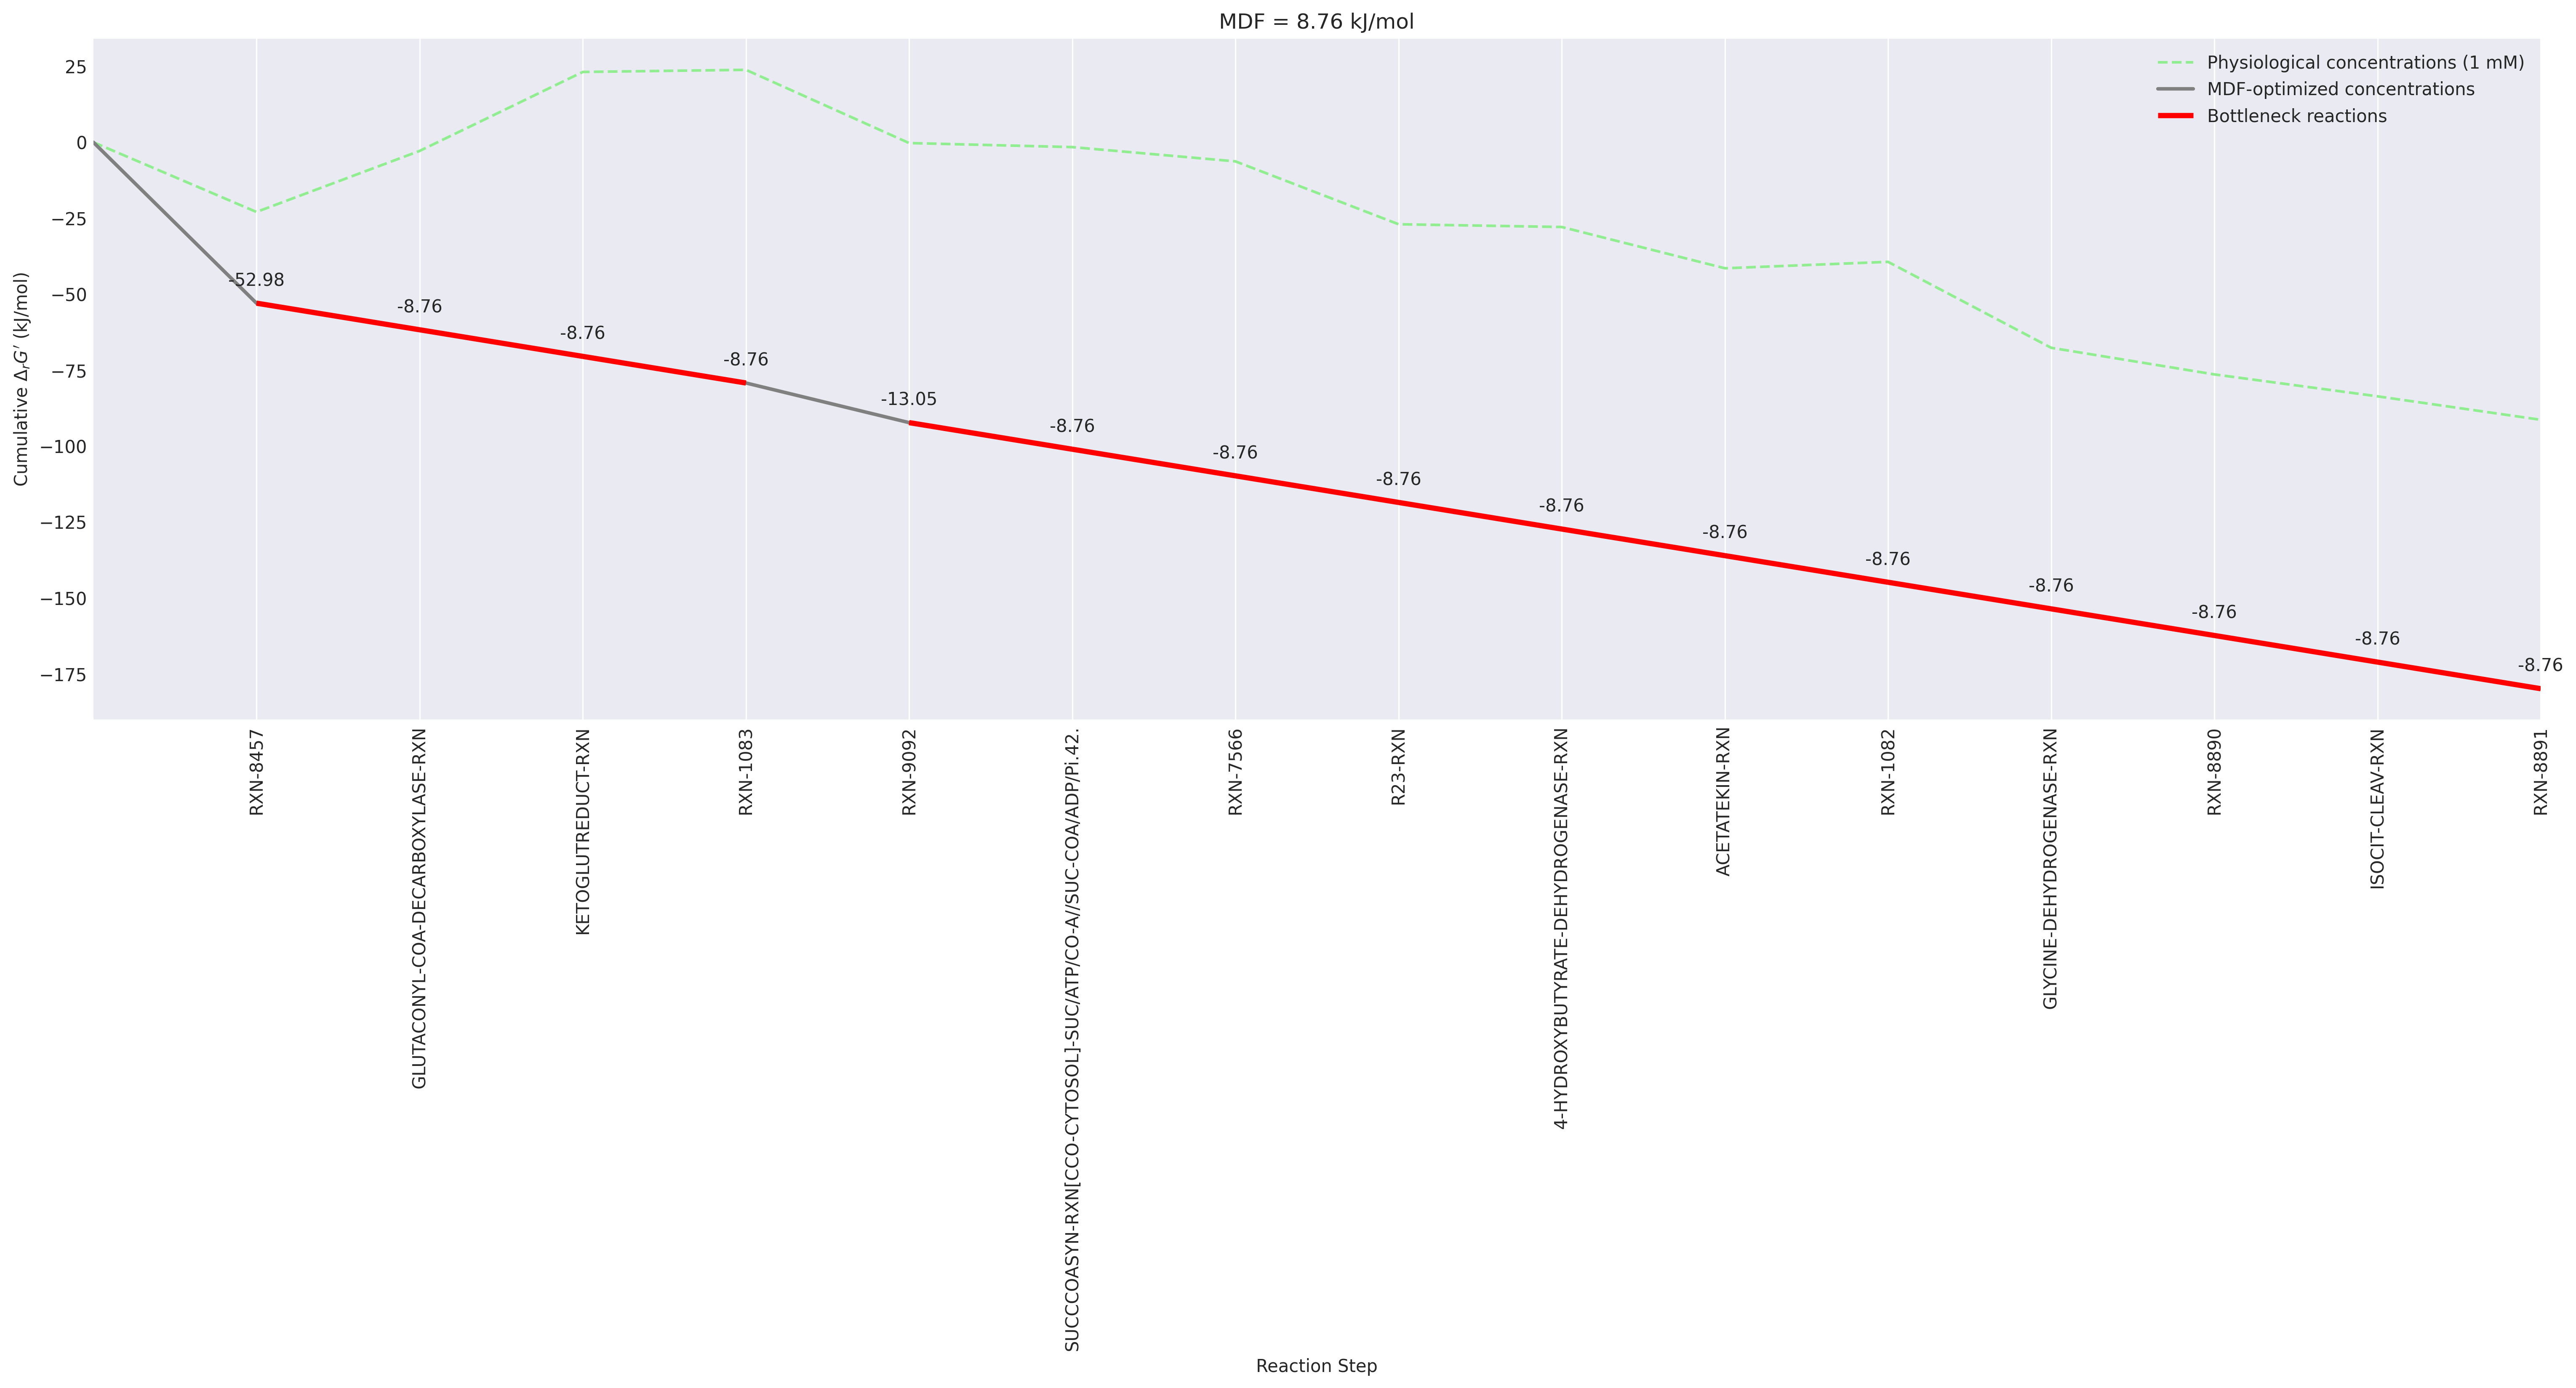 MDF = 8.76 kJ/mol
Physiological concentrations (1 mM)
MDF-optimized concentrations
Bottleneck reactions
Cumulative ΔrG′ (kJ/mol)
25
0
−25
−50
−75
−100
−125
−150
−175
-52.98
-8.76
-8.76
-8.76
-13.05
-8.76
-8.76
-8.76
-8.76
-8.76
-8.76
-8.76
-8.76
-8.76
-8.76
RXN-8457
GLUTACONYL-COA-DECARBOXYLASE-RXN
KETOGLUTREDUCT-RXN
RXN-1083
RXN-9092
SUCCCOASYN-RXN[CCO-CYTOSOL]-SUC/ATP/CO-A//SUC-COA/ADP/Pi.42.
RXN-7566
R23-RXN
4-HYDROXYBUTYRATE-DEHYDROGENASE-RXN
ACETATEKIN-RXN
RXN-1082
GLYCINE-DEHYDROGENASE-RXN
RXN-8890
ISOCIT-CLEAV-RXN
RXN-8891
Reaction Step